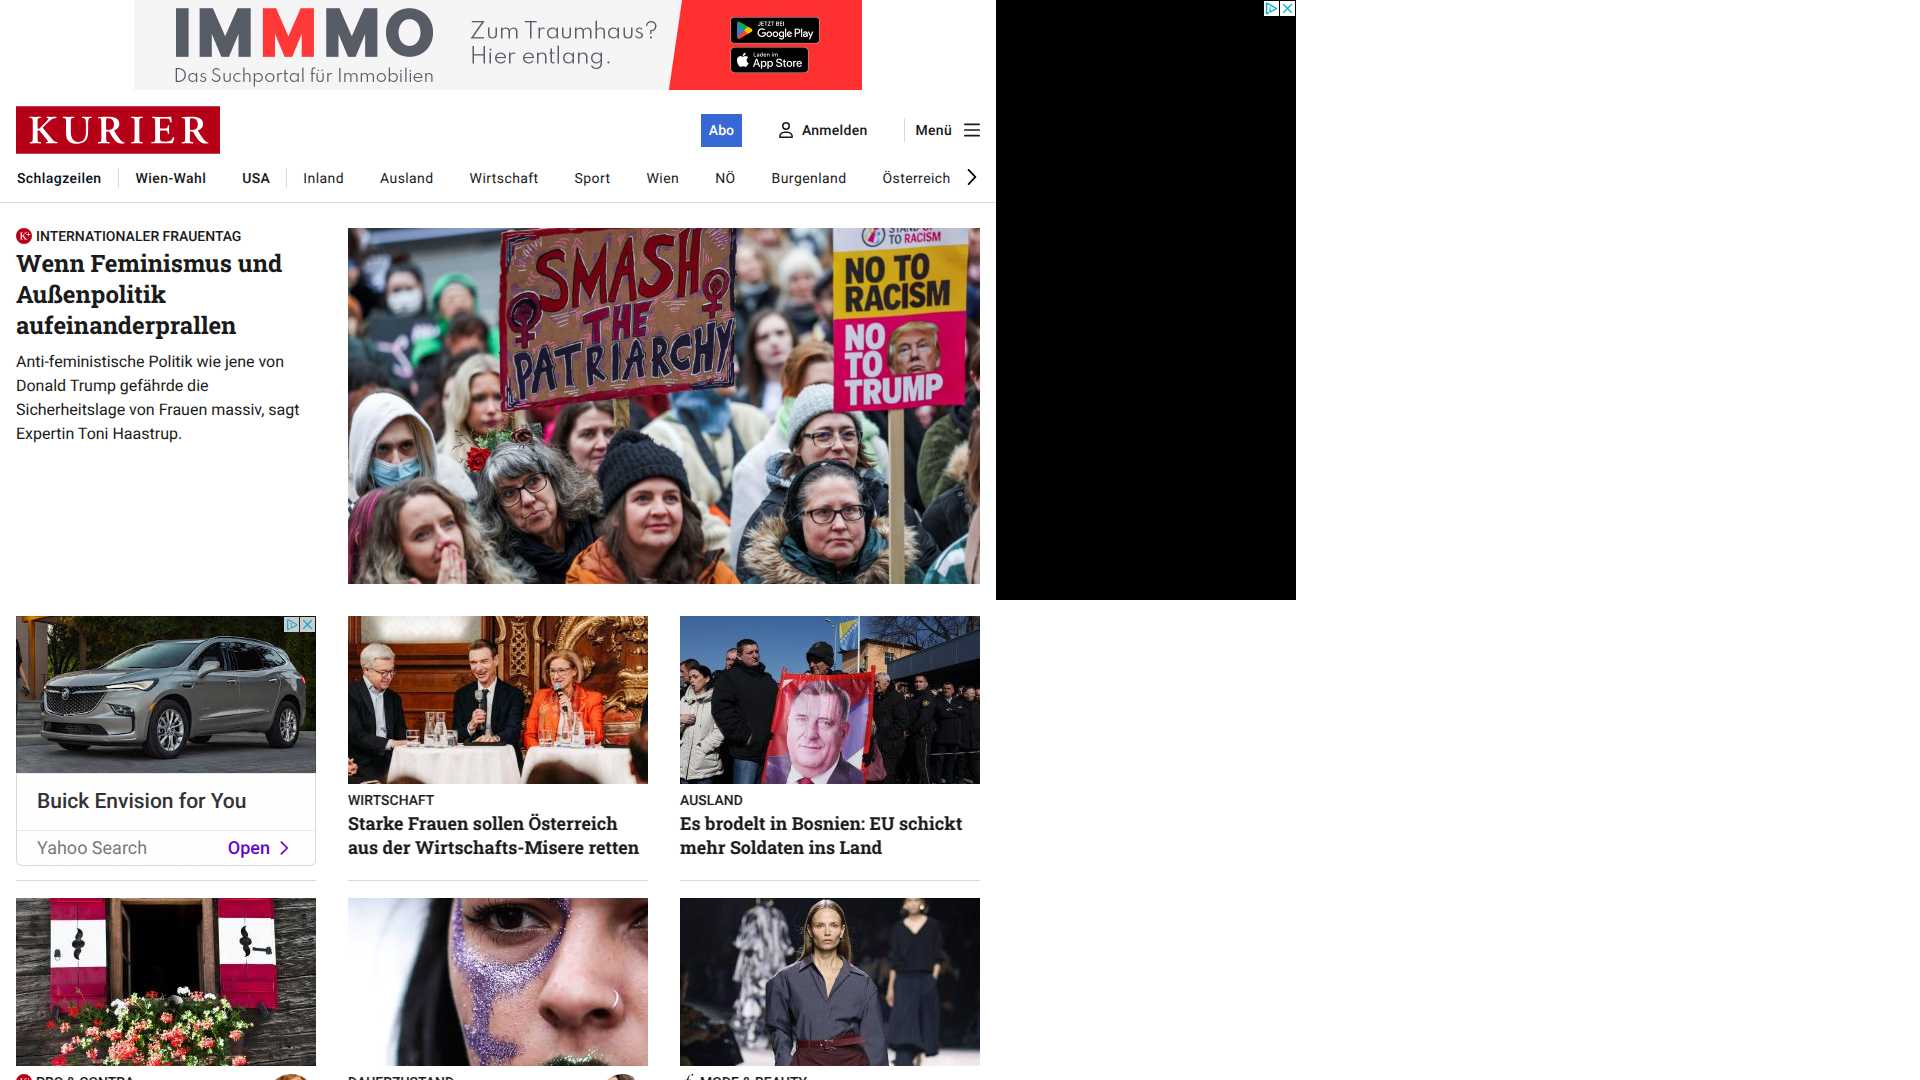 IMMMO
Das Suchportal für Immobilien
Zum Traumhaus?
Hier entlang.
JETZT BEI
Google Play
Laden im
App Store
KURIER
Abo
Anmelden
Menü
Schlagzeilen
Wien-Wahl
USA
Inland
Ausland
Wirtschaft
Sport
Wien
NÖ
Burgenland
Österreich
K+ INTERNATIONALER FRAUENTAG
Wenn Feminismus und
Außenpolitik
aufeinanderprallen
Anti-feministische Politik wie jene von
Donald Trump gefährde die
Sicherheitslage von Frauen massiv, sagt
Expertin Toni Haastrup.
SMASH
THE
PATRIARCHY
TO RACISM
NO TO
RACISM
NO
TO
TRUMP
Buick Envision for You
Yahoo Search
Open
WIRTSCHAFT
Starke Frauen sollen Österreich
aus der Wirtschafts-Misere retten
AUSLAND
Es brodelt in Bosnien: EU schickt
mehr Soldaten ins Land
PRO & CONTRA
DAUERZUSTAND
MODE & BEAUTY